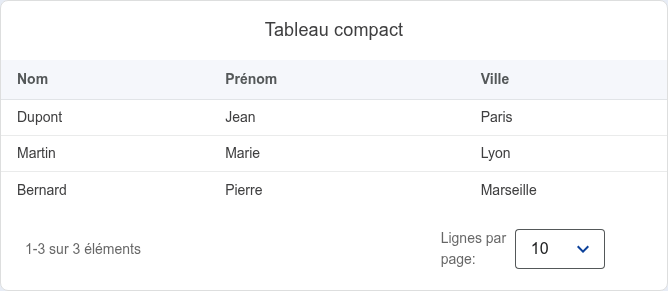 Tableau compact
Nom Prénom Ville
Dupont Jean Paris
Martin Marie Lyon
Bernard Pierre Marseille
1-3 sur 3 éléments
Lignes par
page:
10